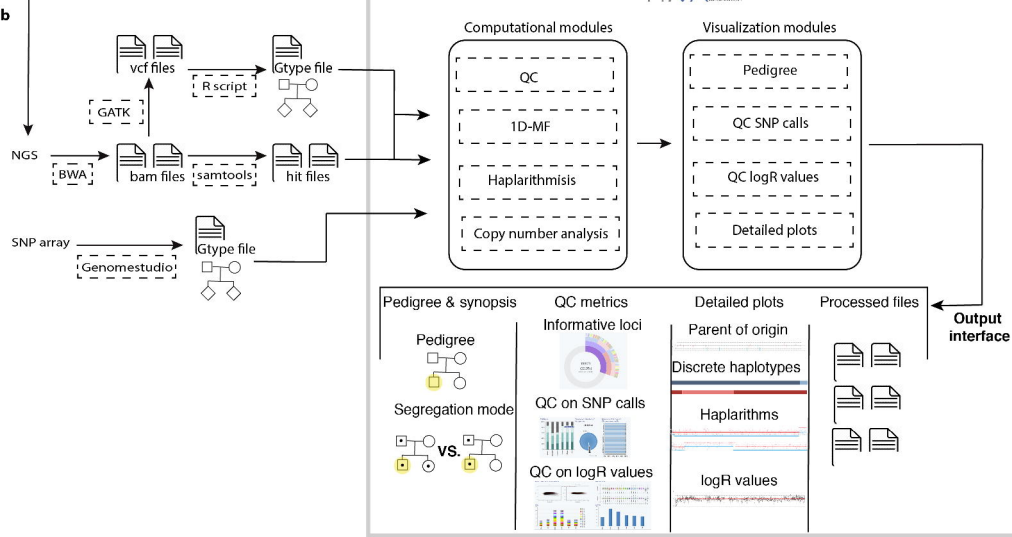 b
Computational modules
Visualization modules
vcf files
R script
Gtype file
GATK
NGS
BWA
bam files
samtools
hit files
SNP array
Genomestudio
Gtype file
QC
1D-MF
Haplarithmisis
Copy number analysis
Pedigree
QC SNP calls
QC logR values
Detailed plots
Output
interface
Pedigree & synopsis
QC metrics
Detailed plots
Processed files
Pedigree
Segregation mode
VS.
Informative loci
QC on SNP calls
QC on logR values
Parent of origin
Discrete haplotypes
Haplarithms
logR values